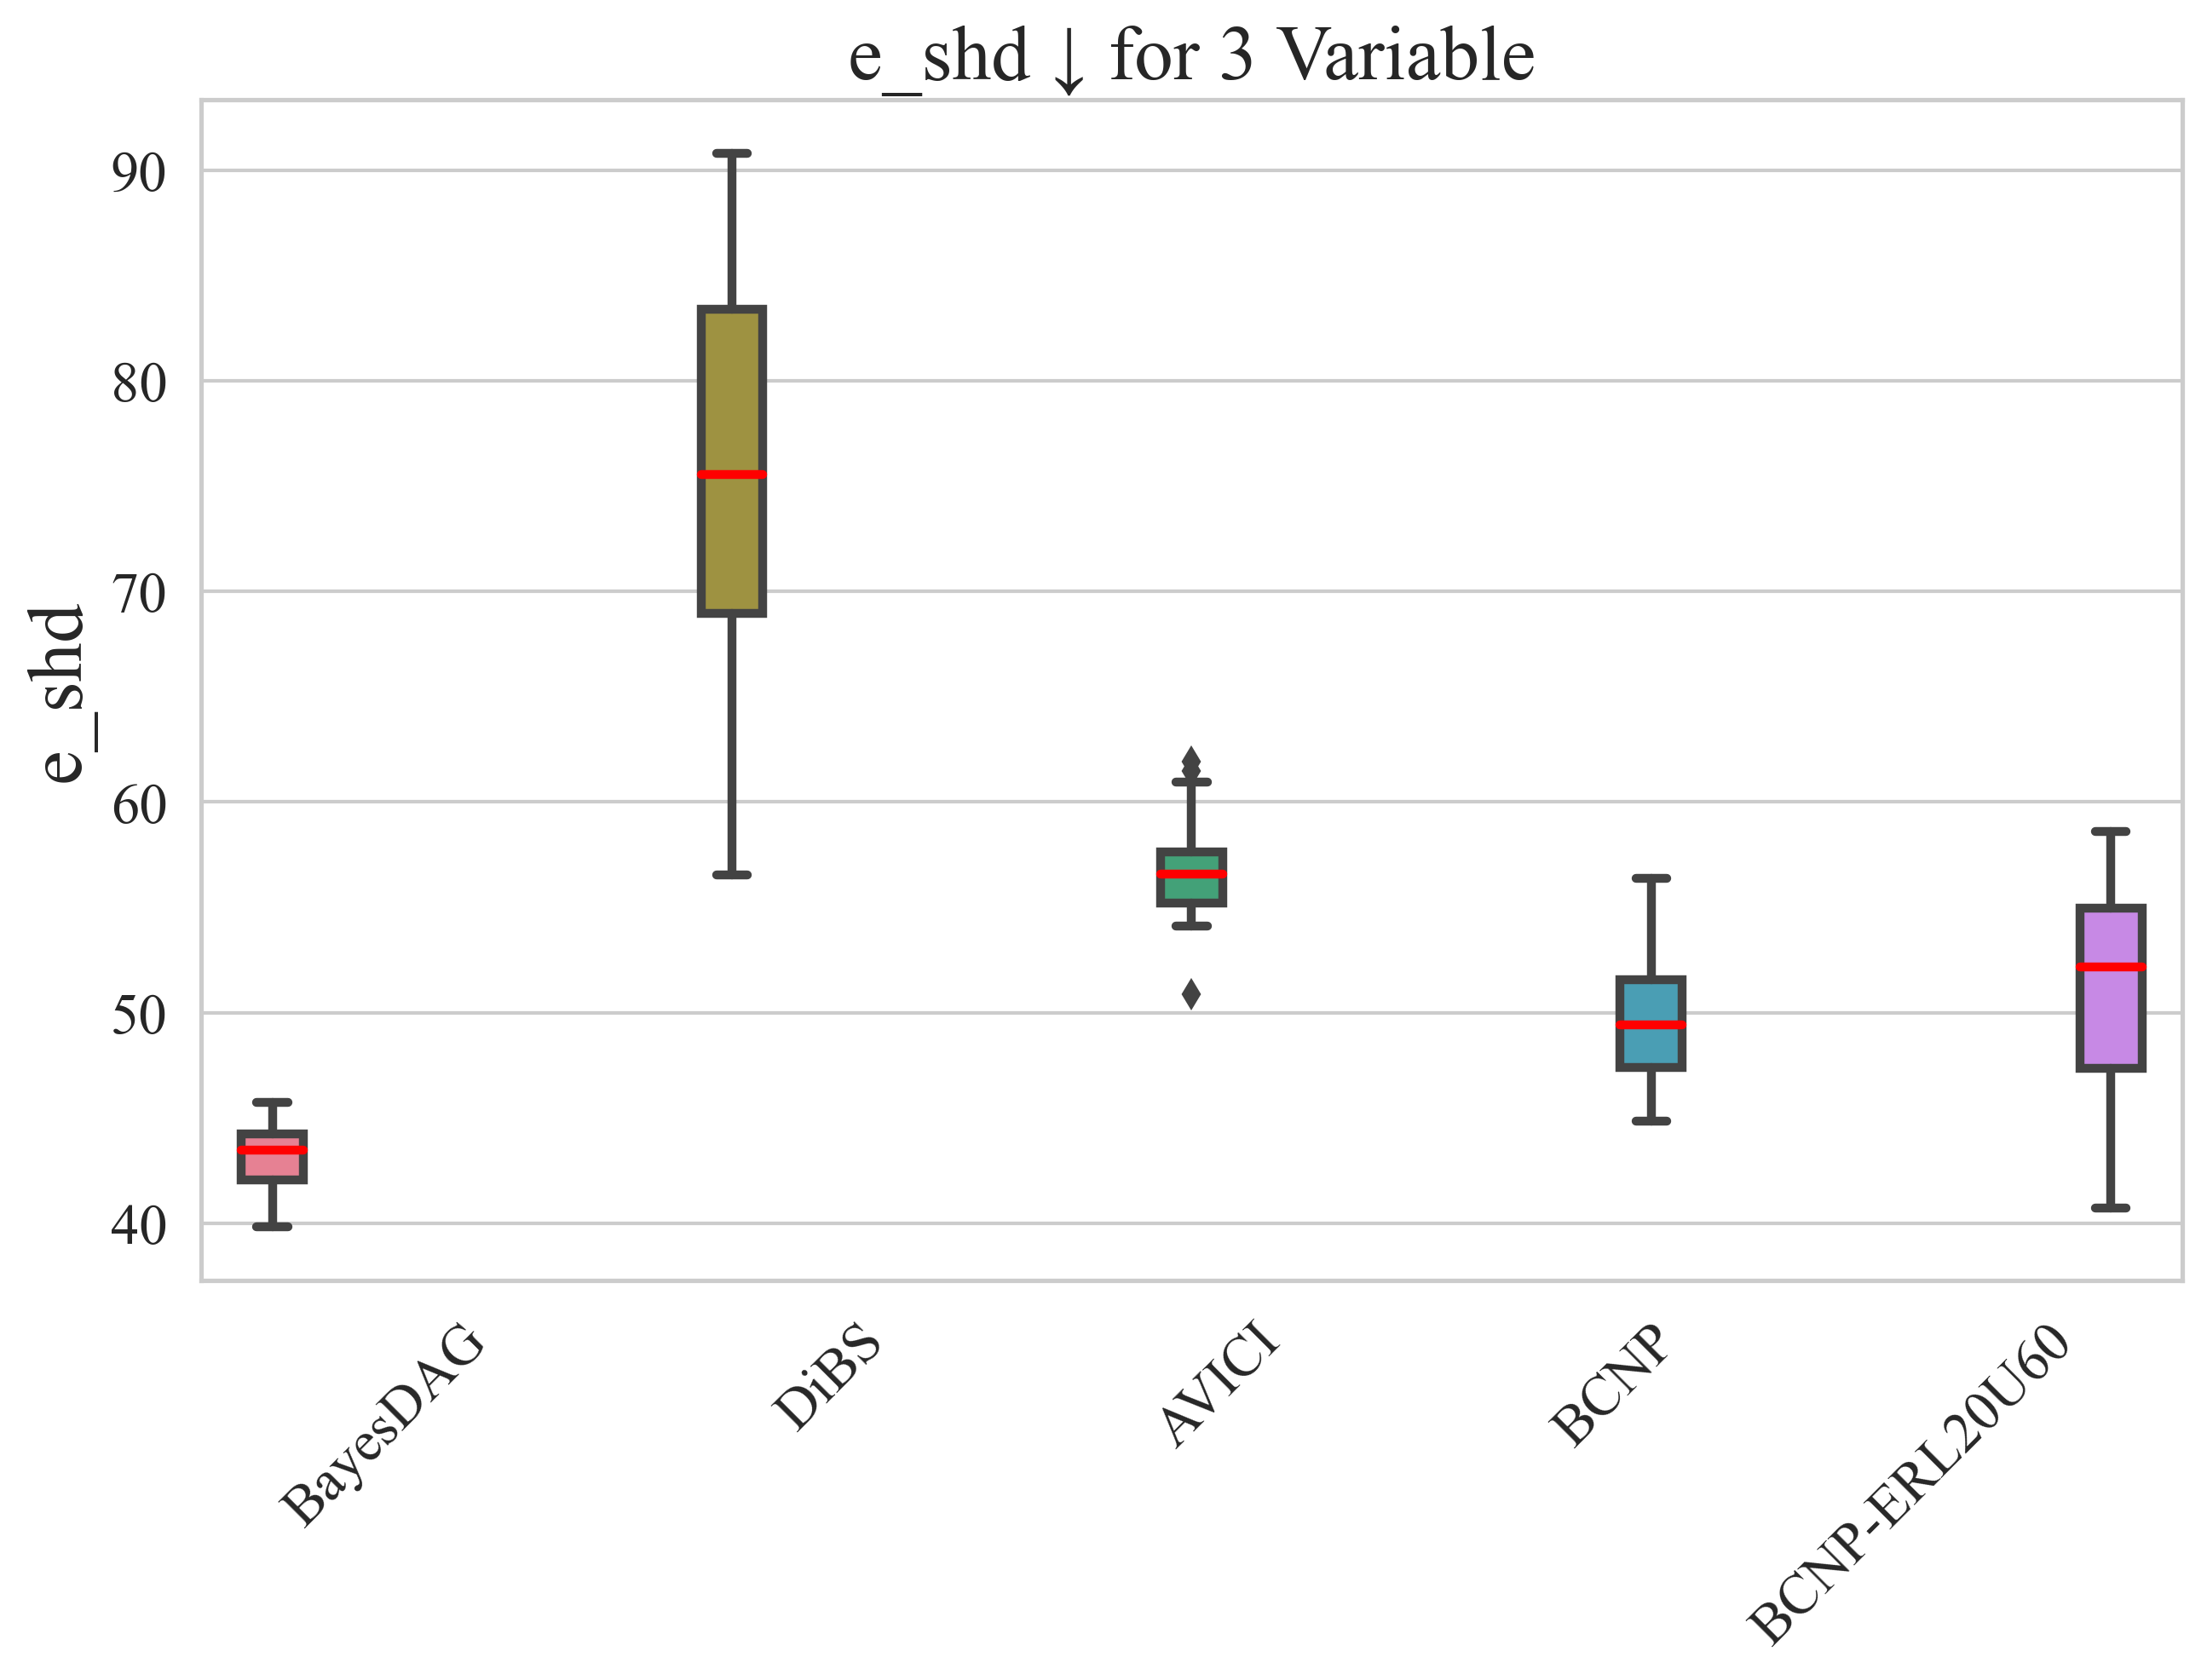 e_shd ↓ for 3 Variable
e_shd
90
80
70
60
50
40
BayesDAG
DiBS
AVICI
BCNP
BCNP-ERL20U60